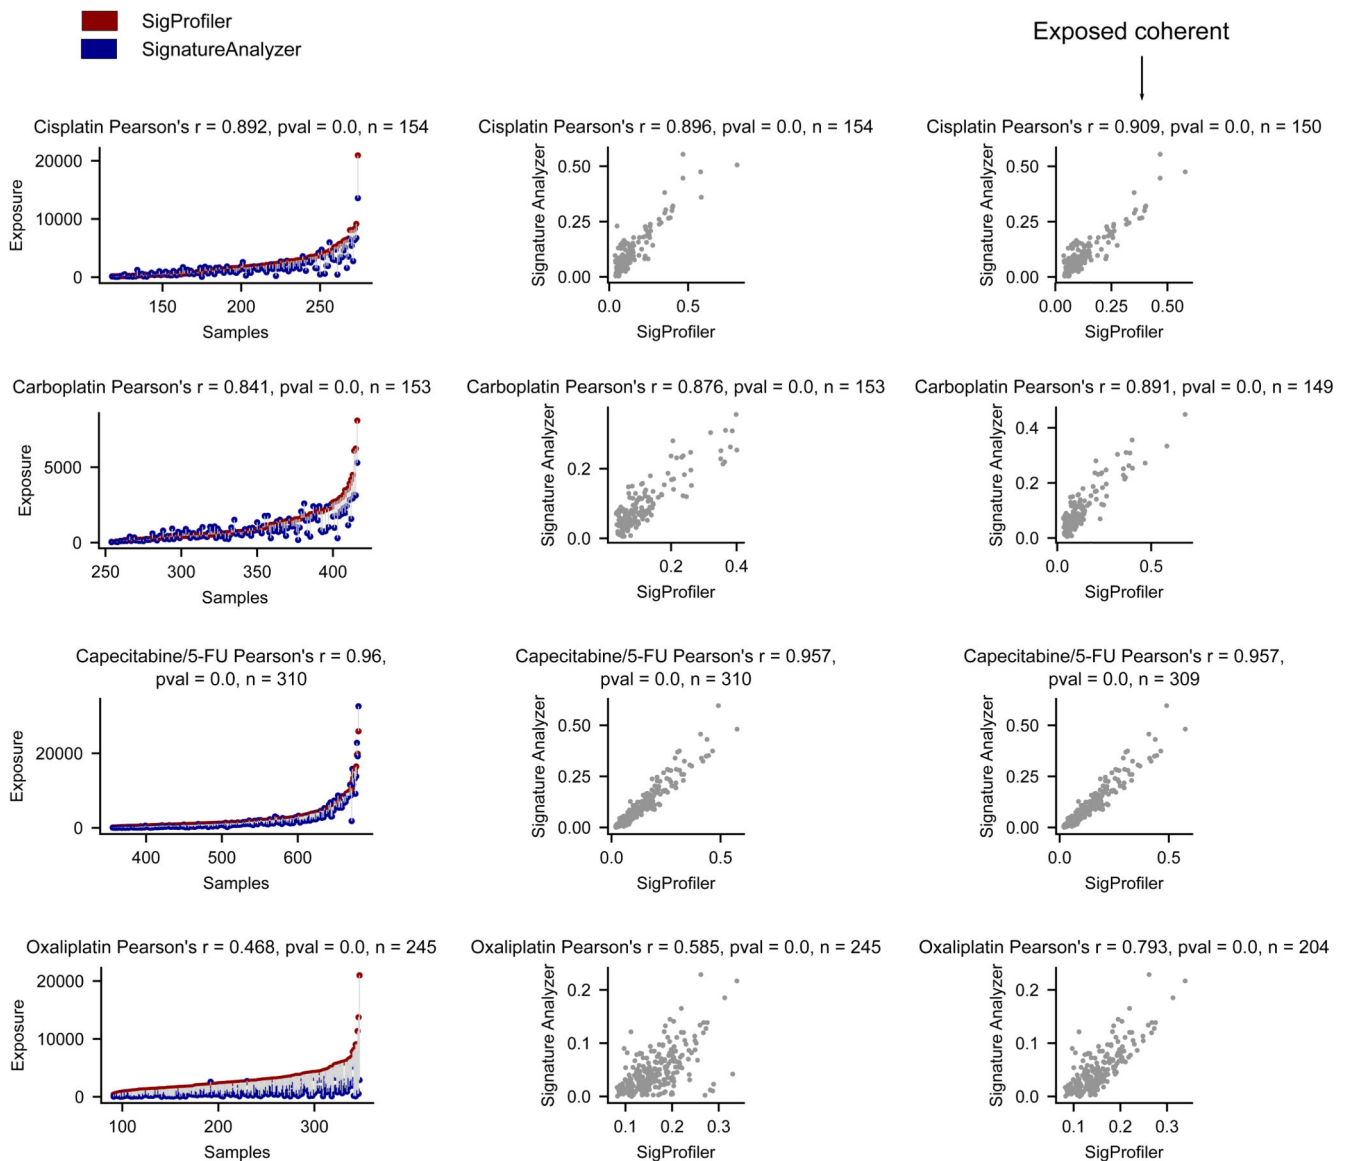 SigProfiler
SignatureAnalyzer
Exposed coherent
Cisplatin Pearson's r = 0.892, pval = 0.0, n = 154
20000
10000
0
Exposure
150 200 250
Samples
Cisplatin Pearson's r = 0.896, pval = 0.0, n = 154
0.50
0.25
0.00
Signature Analyzer
0.0 0.5
SigProfiler
Cisplatin Pearson's r = 0.909, pval = 0.0, n = 150
0.50
0.25
0.00
Signature Analyzer
0.00 0.25 0.50
SigProfiler
Carboplatin Pearson's r = 0.841, pval = 0.0, n = 153
5000
0
Exposure
250 300 350 400
Samples
Carboplatin Pearson's r = 0.876, pval = 0.0, n = 153
0.2
0.0
Signature Analyzer
0.2 0.4
SigProfiler
Carboplatin Pearson's r = 0.891, pval = 0.0, n = 149
0.4
0.2
0.0
Signature Analyzer
0.0 0.5
SigProfiler
Capecitabine/5-FU Pearson's r = 0.96,
pval = 0.0, n = 310
20000
0
Exposure
400 500 600
Samples
Capecitabine/5-FU Pearson's r = 0.957,
pval = 0.0, n = 310
0.50
0.25
0.00
Signature Analyzer
0.0 0.5
SigProfiler
Capecitabine/5-FU Pearson's r = 0.957,
pval = 0.0, n = 309
0.50
0.25
0.00
Signature Analyzer
0.0 0.5
SigProfiler
Oxaliplatin Pearson's r = 0.468, pval = 0.0, n = 245
20000
10000
0
Exposure
100 200 300
Samples
Oxaliplatin Pearson's r = 0.585, pval = 0.0, n = 245
0.2
0.1
0.0
Signature Analyzer
0.1 0.2 0.3
SigProfiler
Oxaliplatin Pearson's r = 0.793, pval = 0.0, n = 204
0.2
0.1
0.0
Signature Analyzer
0.1 0.2 0.3
SigProfiler